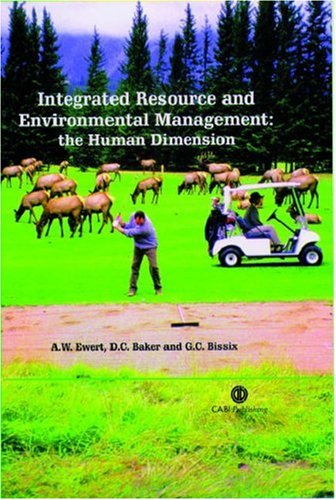 Integrated Resource and
Environmental Management:
the Human Dimension
A.W. Ewert, D.C. Baker and G.C. Bissix
CABI Publishing